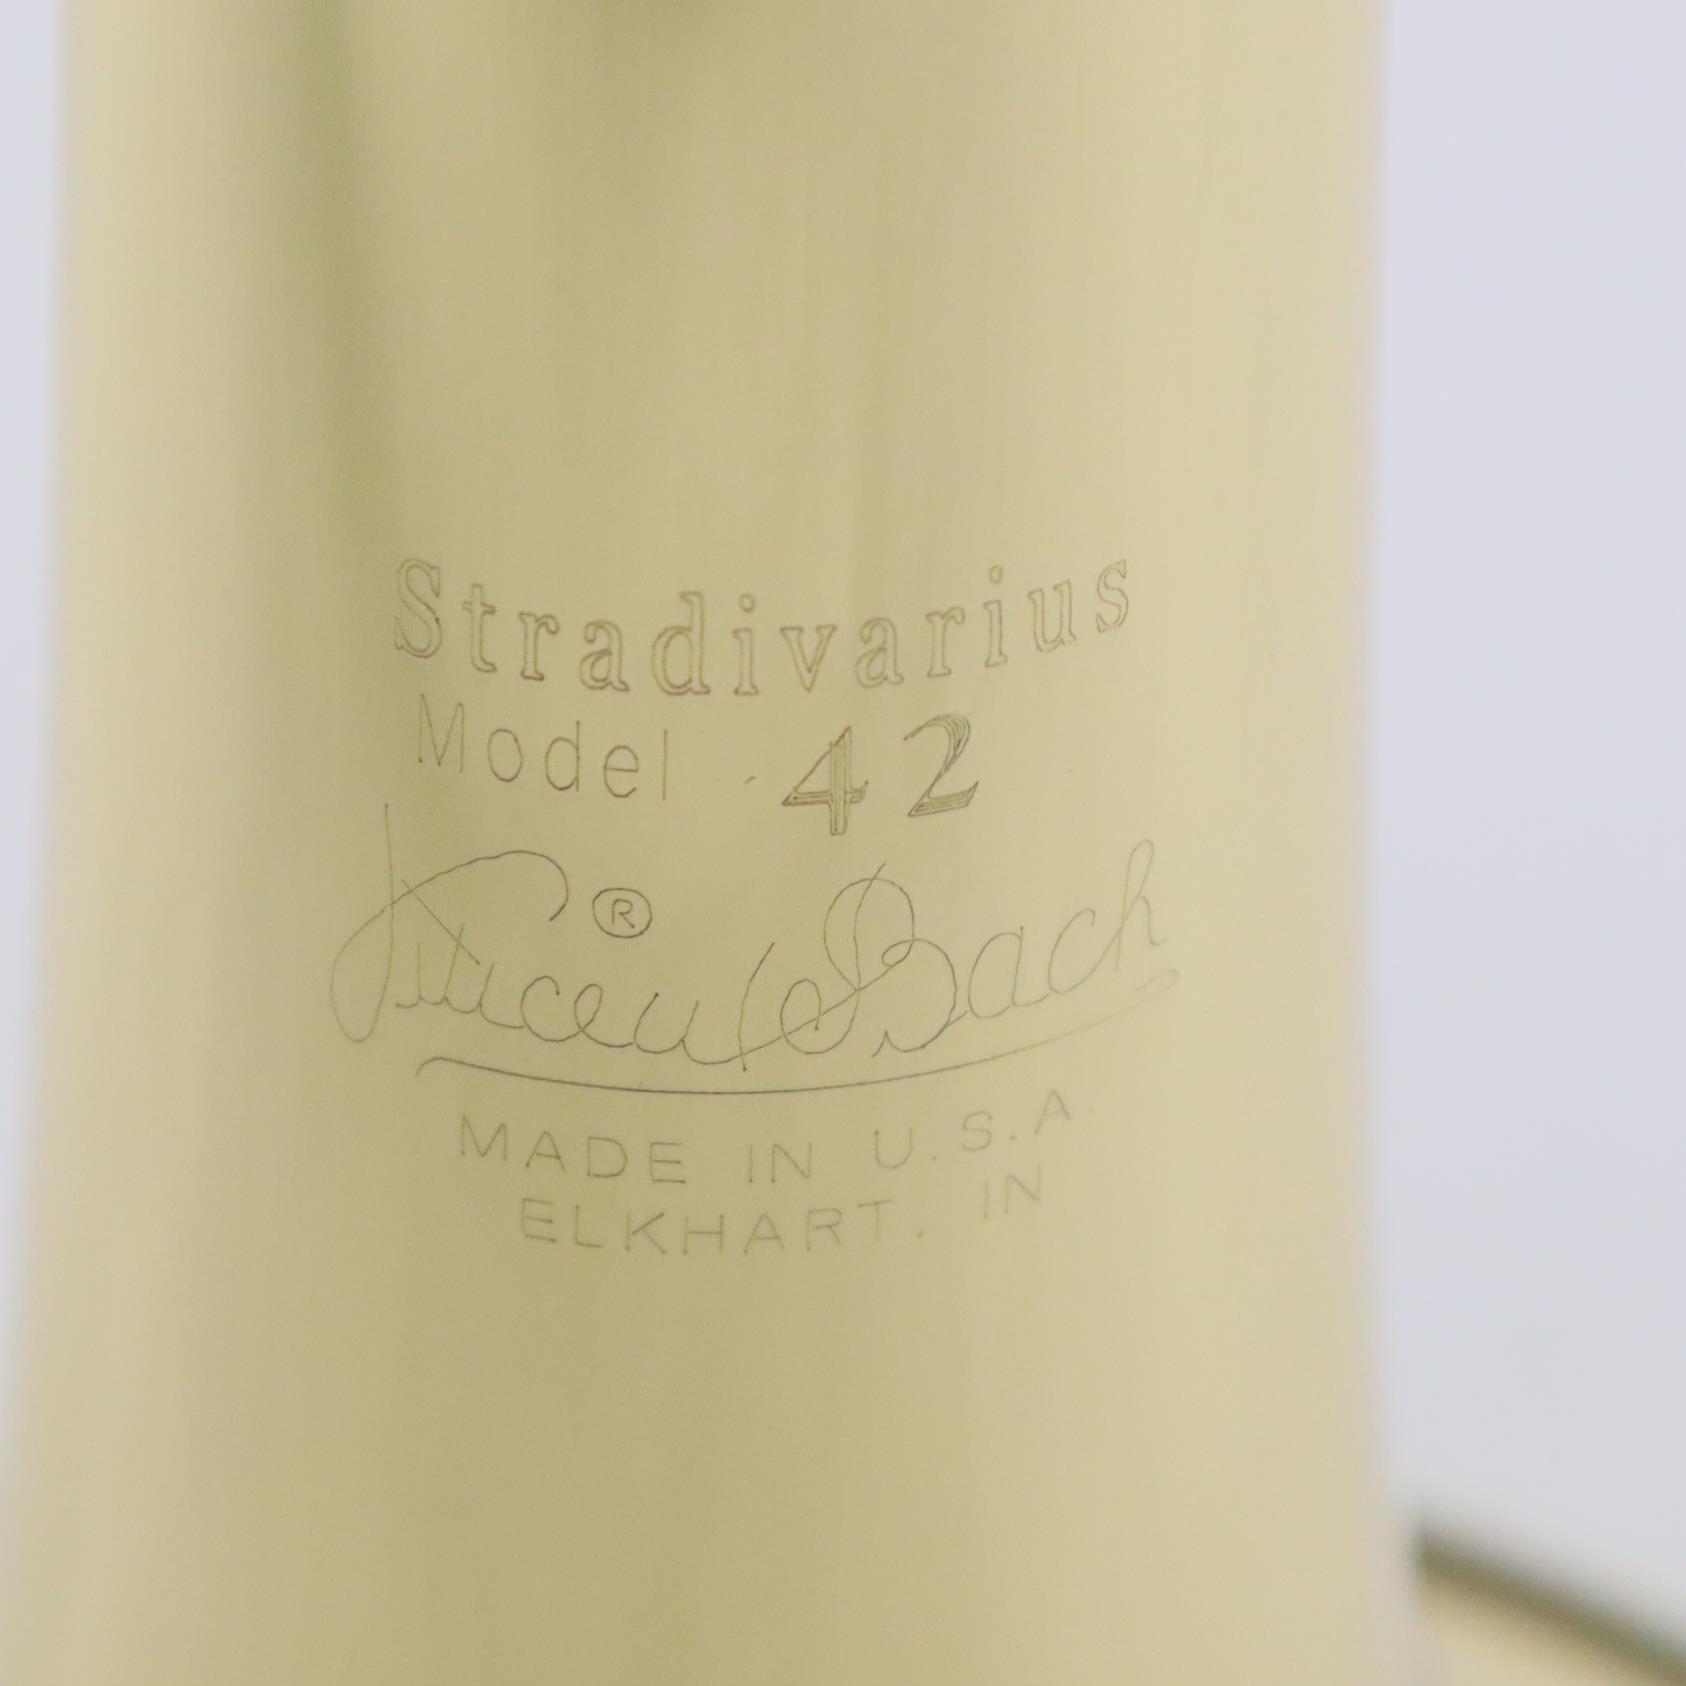 Stradivarius
Model 42
Vincent Bach ®
MADE IN U.S.A.
ELKHART, IN